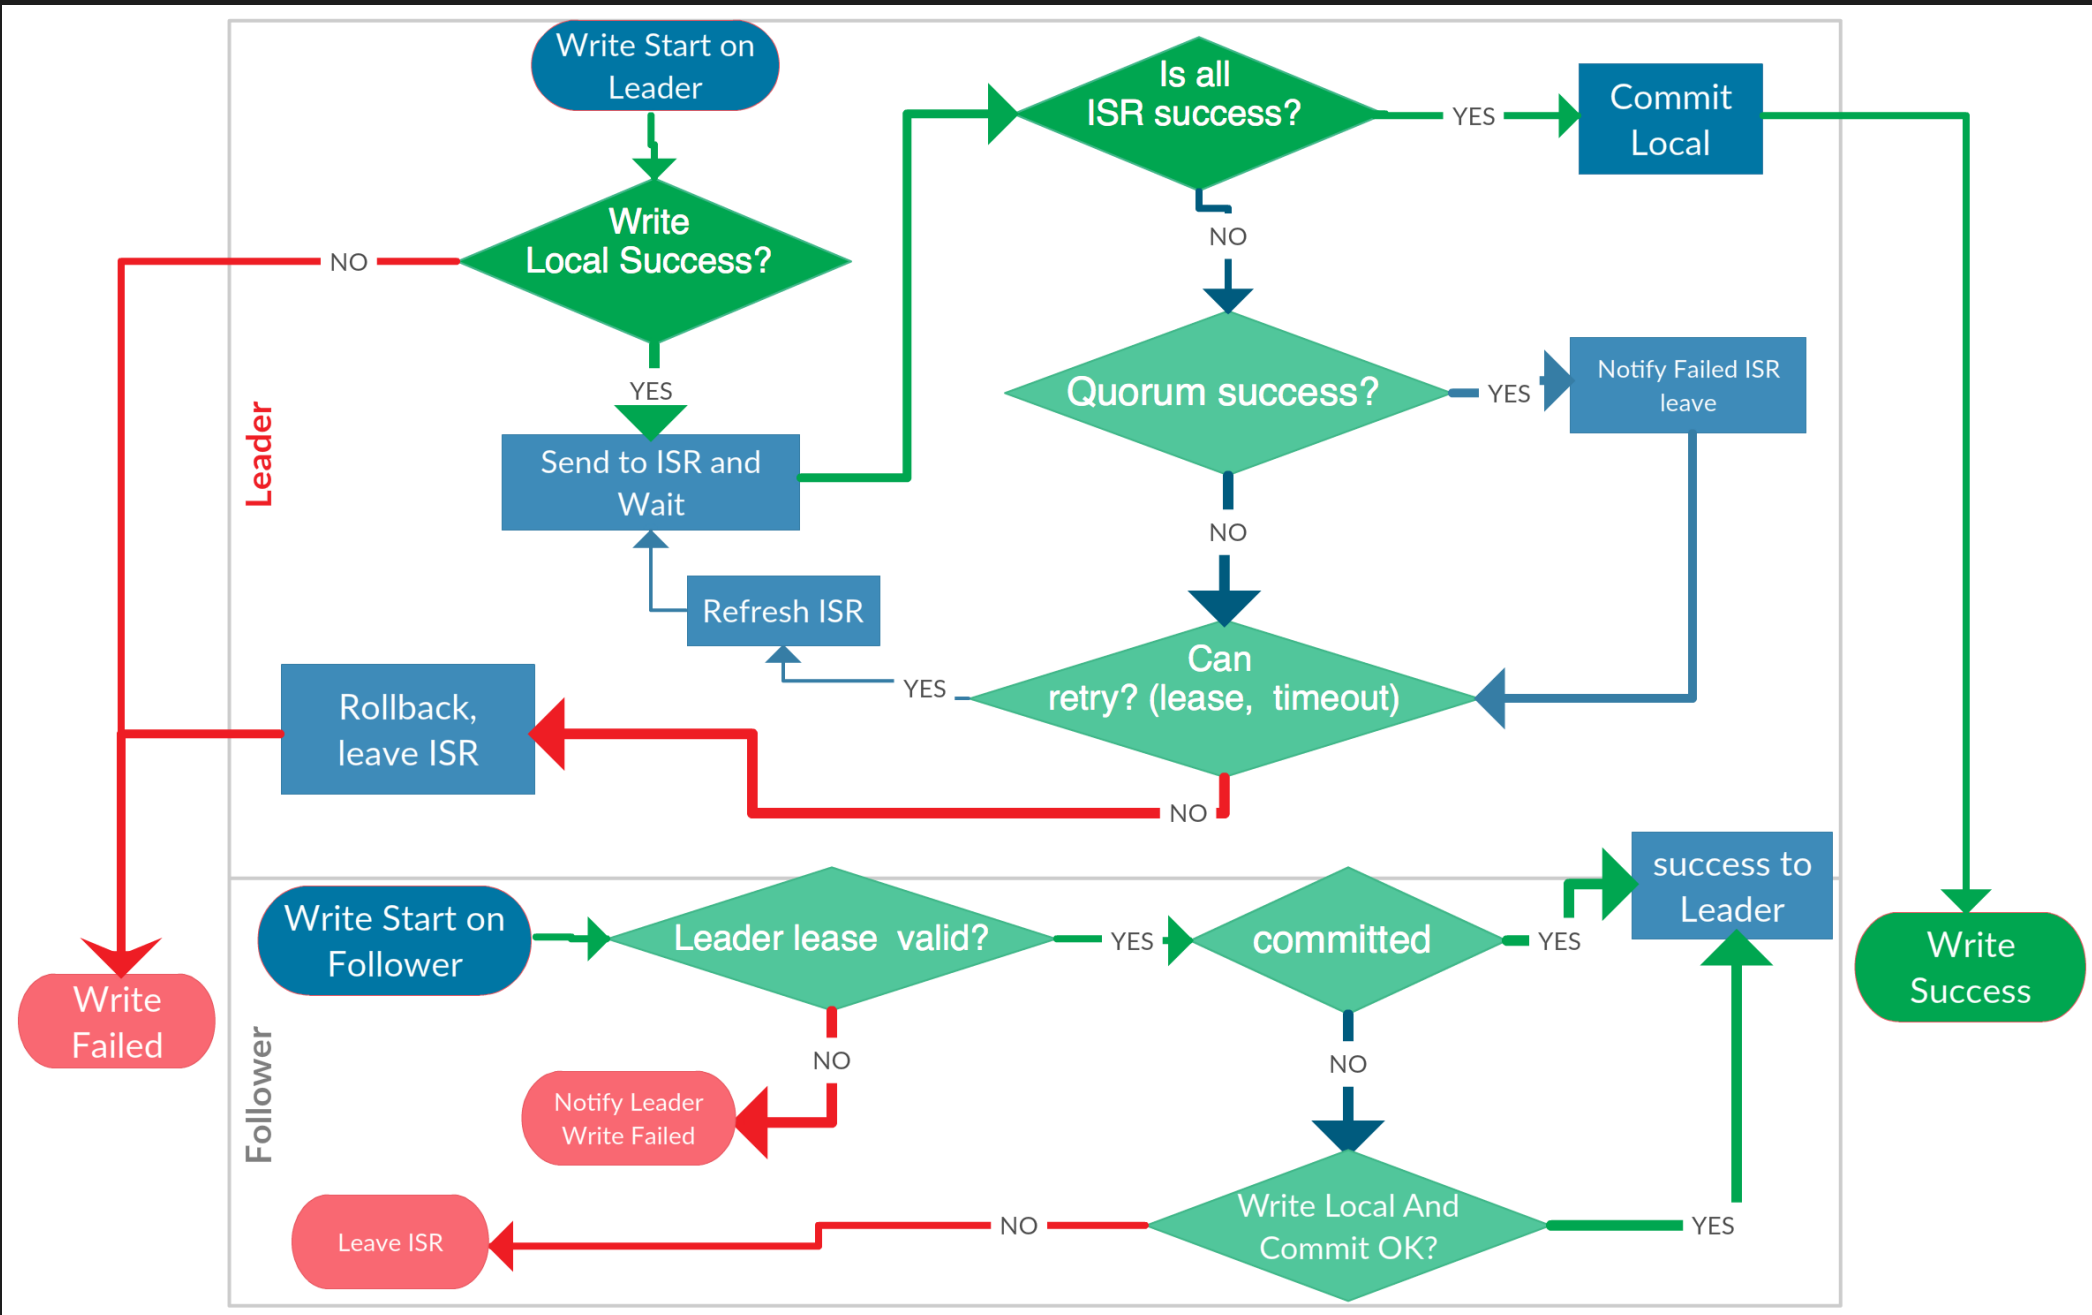 Write Start on
Leader
Is all
ISR success?
YES
Commit
Local
Write
Local Success?
NO
NO
YES
Quorum success?
YES
Notify Failed ISR
leave
Leader
Send to ISR and
Wait
NO
Refresh ISR
Can
retry? (lease, timeout)
YES
Rollback,
leave ISR
NO
success to
Leader
Write Start on
Follower
Leader lease valid?
YES
committed
YES
Write
Success
Write
Failed
NO
NO
Follower
Notify Leader
Write Failed
Write Local And
Commit OK?
NO
YES
Leave ISR